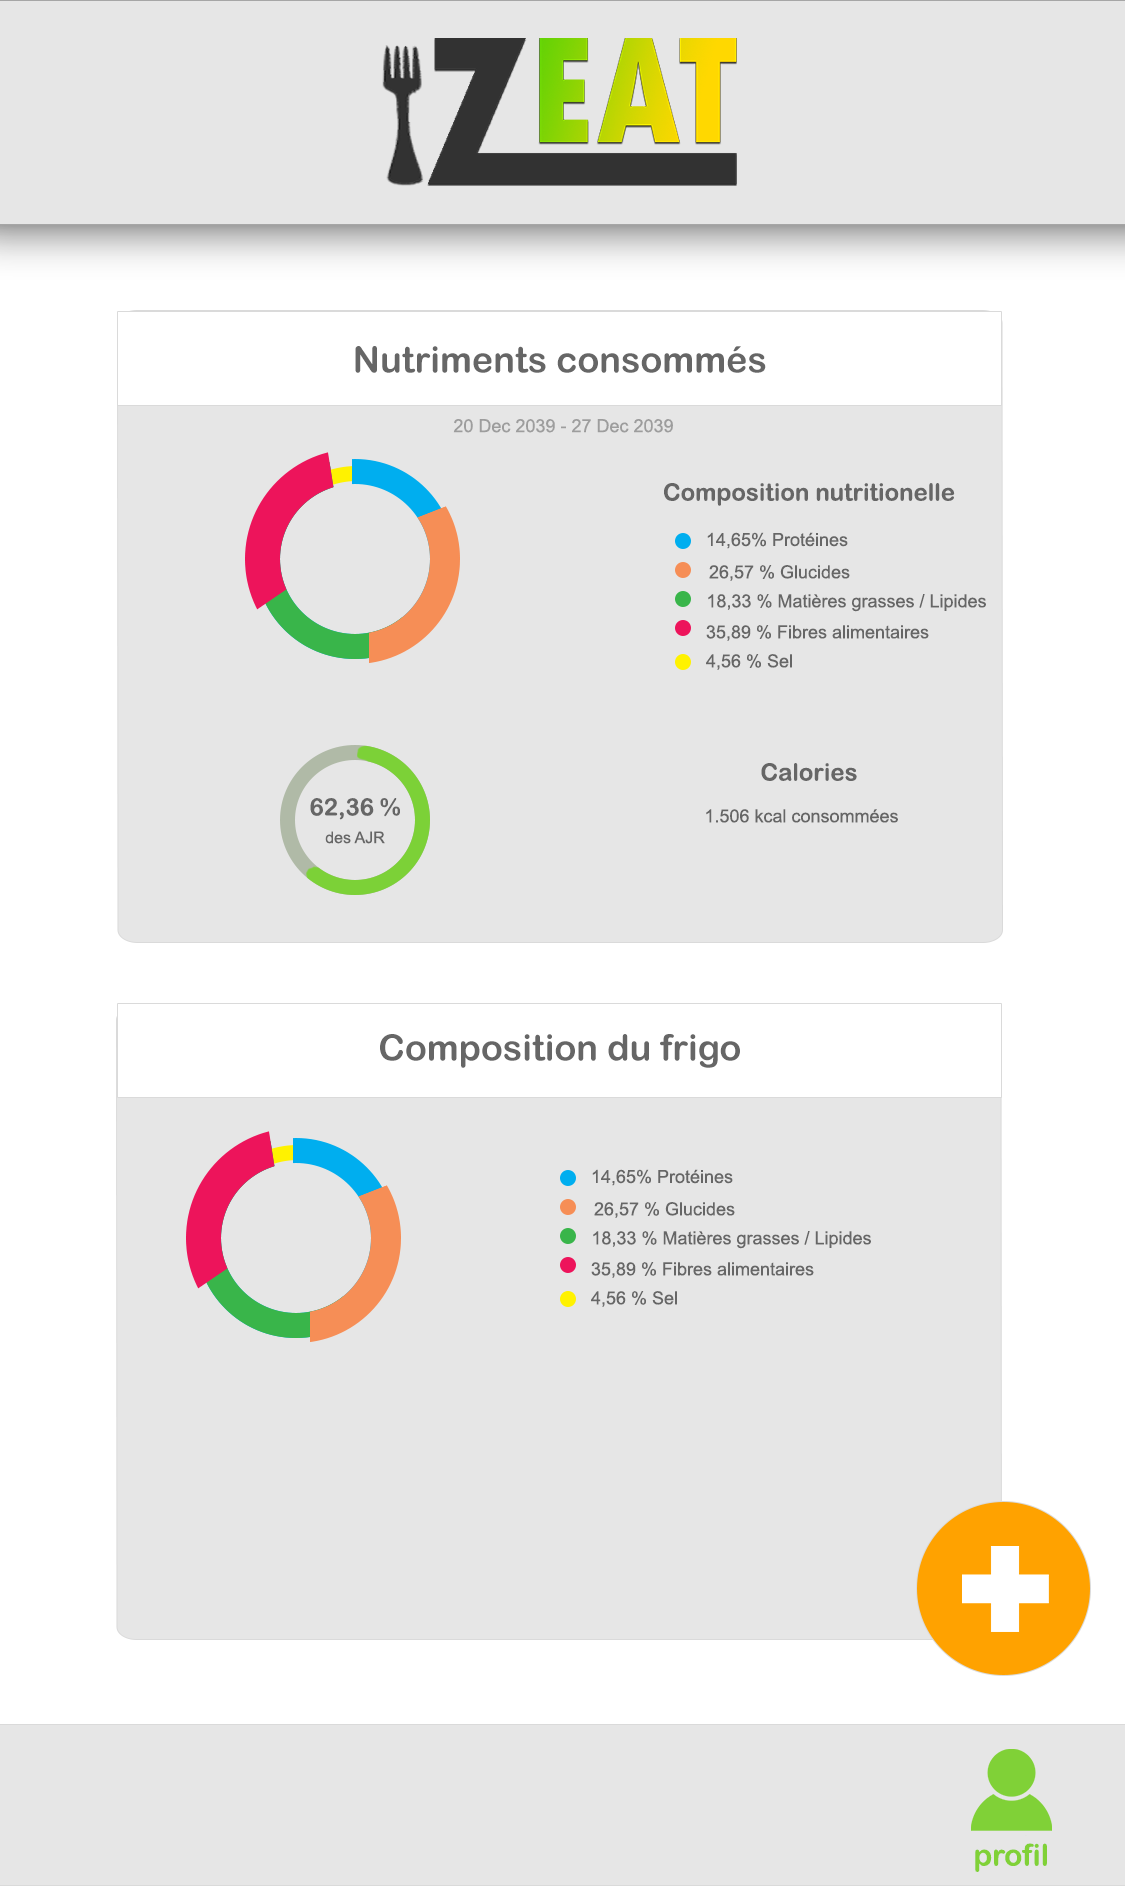 ZEAT
Nutriments consommés
20 Dec 2039 - 27 Dec 2039
Composition nutritionelle
14,65% Protéines
26,57 % Glucides
18,33 % Matières grasses / Lipides
35,89 % Fibres alimentaires
4,56 % Sel
62,36 %
des AJR
Calories
1.506 kcal consommées
Composition du frigo
14,65% Protéines
26,57 % Glucides
18,33 % Matières grasses / Lipides
35,89 % Fibres alimentaires
4,56 % Sel
profil